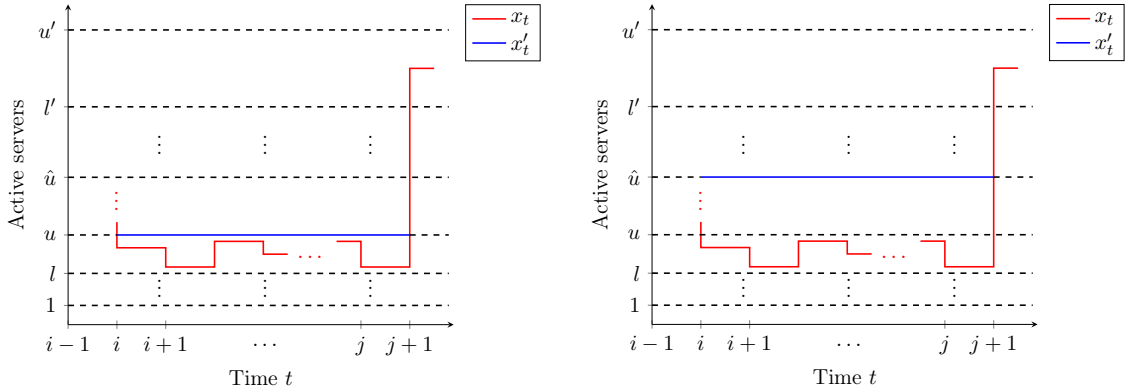 x_t
x'_t
u'
l'
û
u
l
1
Active servers
i − 1
i
i + 1
⋯
j
j + 1
Time t
x_t
x'_t
u'
l'
û
u
l
1
Active servers
i − 1
i
i + 1
⋯
j
j + 1
Time t